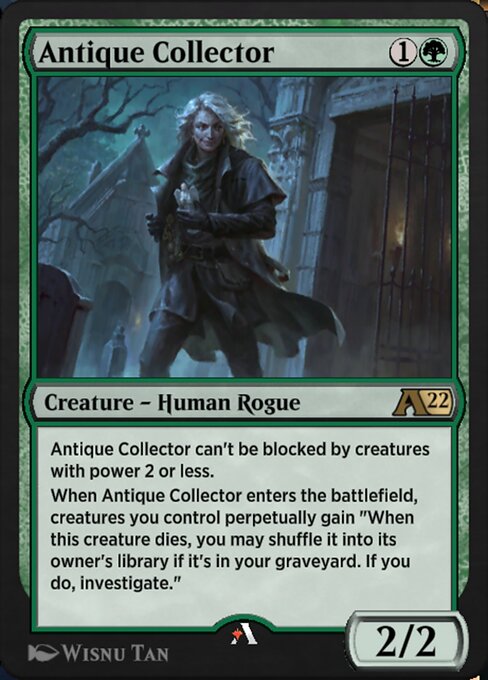 Antique Collector 1
Creature – Human Rogue A22
Antique Collector can't be blocked by creatures
with power 2 or less.
When Antique Collector enters the battlefield,
creatures you control perpetually gain "When
this creature dies, you may shuffle it into its
owner's library if it's in your graveyard. If you
do, investigate."
Wisnu Tan
2/2